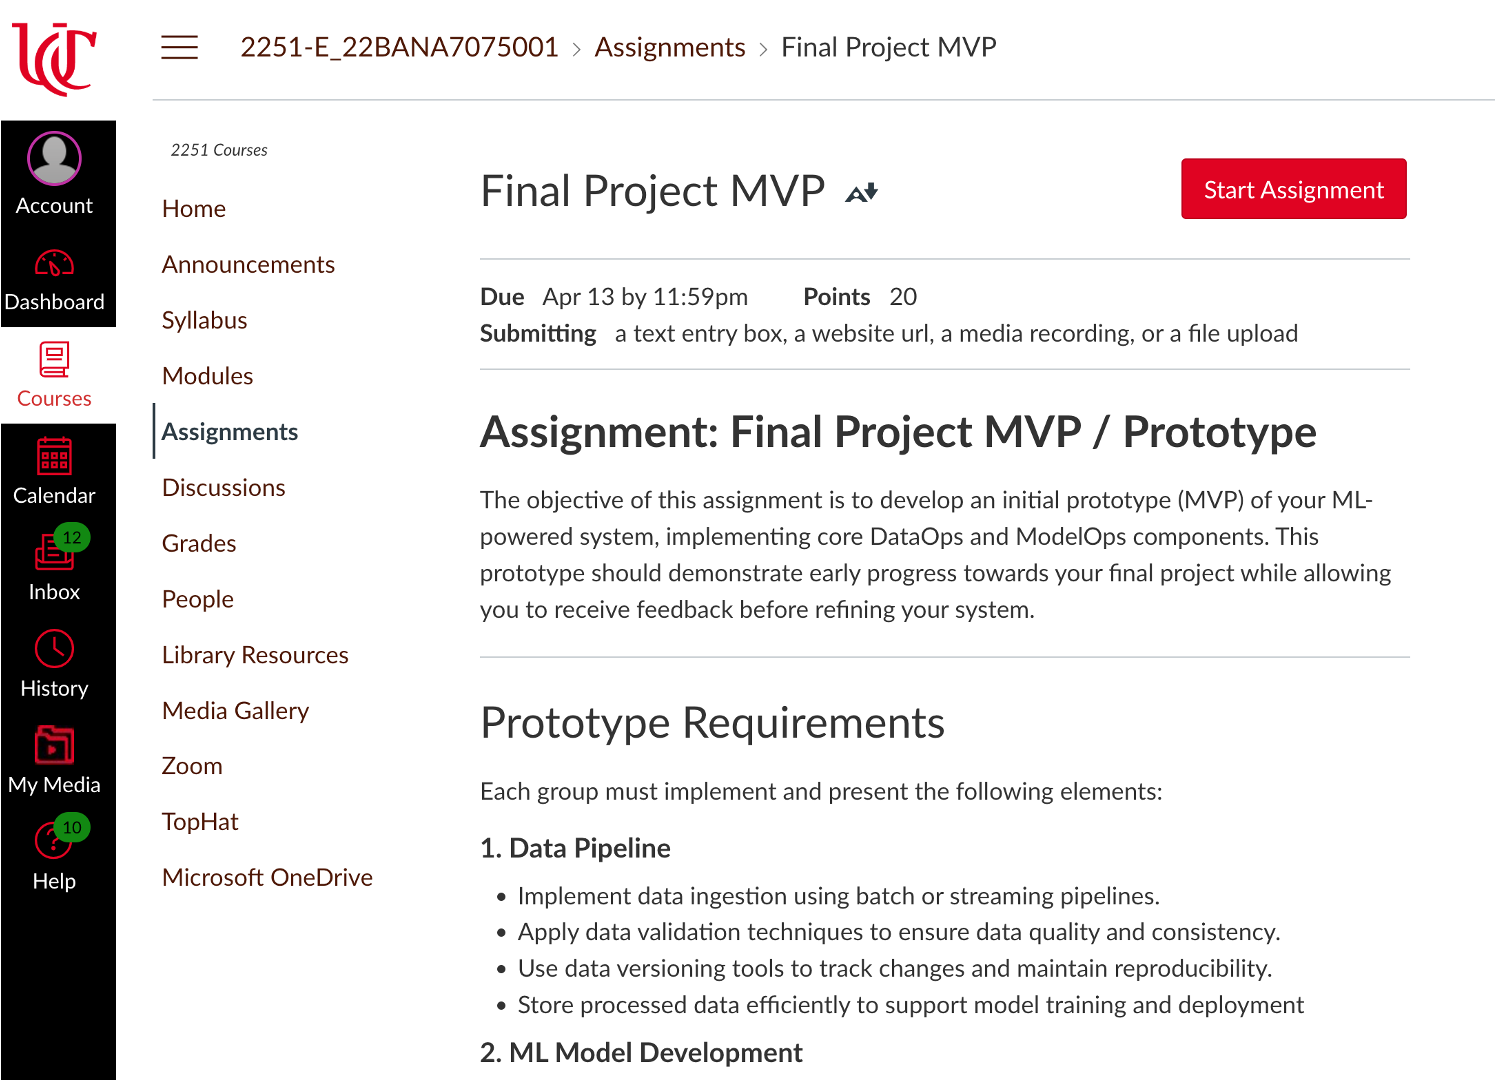 UC
2251-E_22BANA7075001 › Assignments › Final Project MVP
Account
Dashboard
Courses
Calendar
12
Inbox
History
My Media
10
Help
2251 Courses
Home
Announcements
Syllabus
Modules
Assignments
Discussions
Grades
People
Library Resources
Media Gallery
Zoom
TopHat
Microsoft OneDrive
Final Project MVP
Start Assignment
Due Apr 13 by 11:59pm Points 20
Submitting a text entry box, a website url, a media recording, or a file upload
Assignment: Final Project MVP / Prototype
The objective of this assignment is to develop an initial prototype (MVP) of your ML-
powered system, implementing core DataOps and ModelOps components. This
prototype should demonstrate early progress towards your final project while allowing
you to receive feedback before refining your system.
Prototype Requirements
Each group must implement and present the following elements:
1. Data Pipeline
• Implement data ingestion using batch or streaming pipelines.
• Apply data validation techniques to ensure data quality and consistency.
• Use data versioning tools to track changes and maintain reproducibility.
• Store processed data efficiently to support model training and deployment
2. ML Model Development